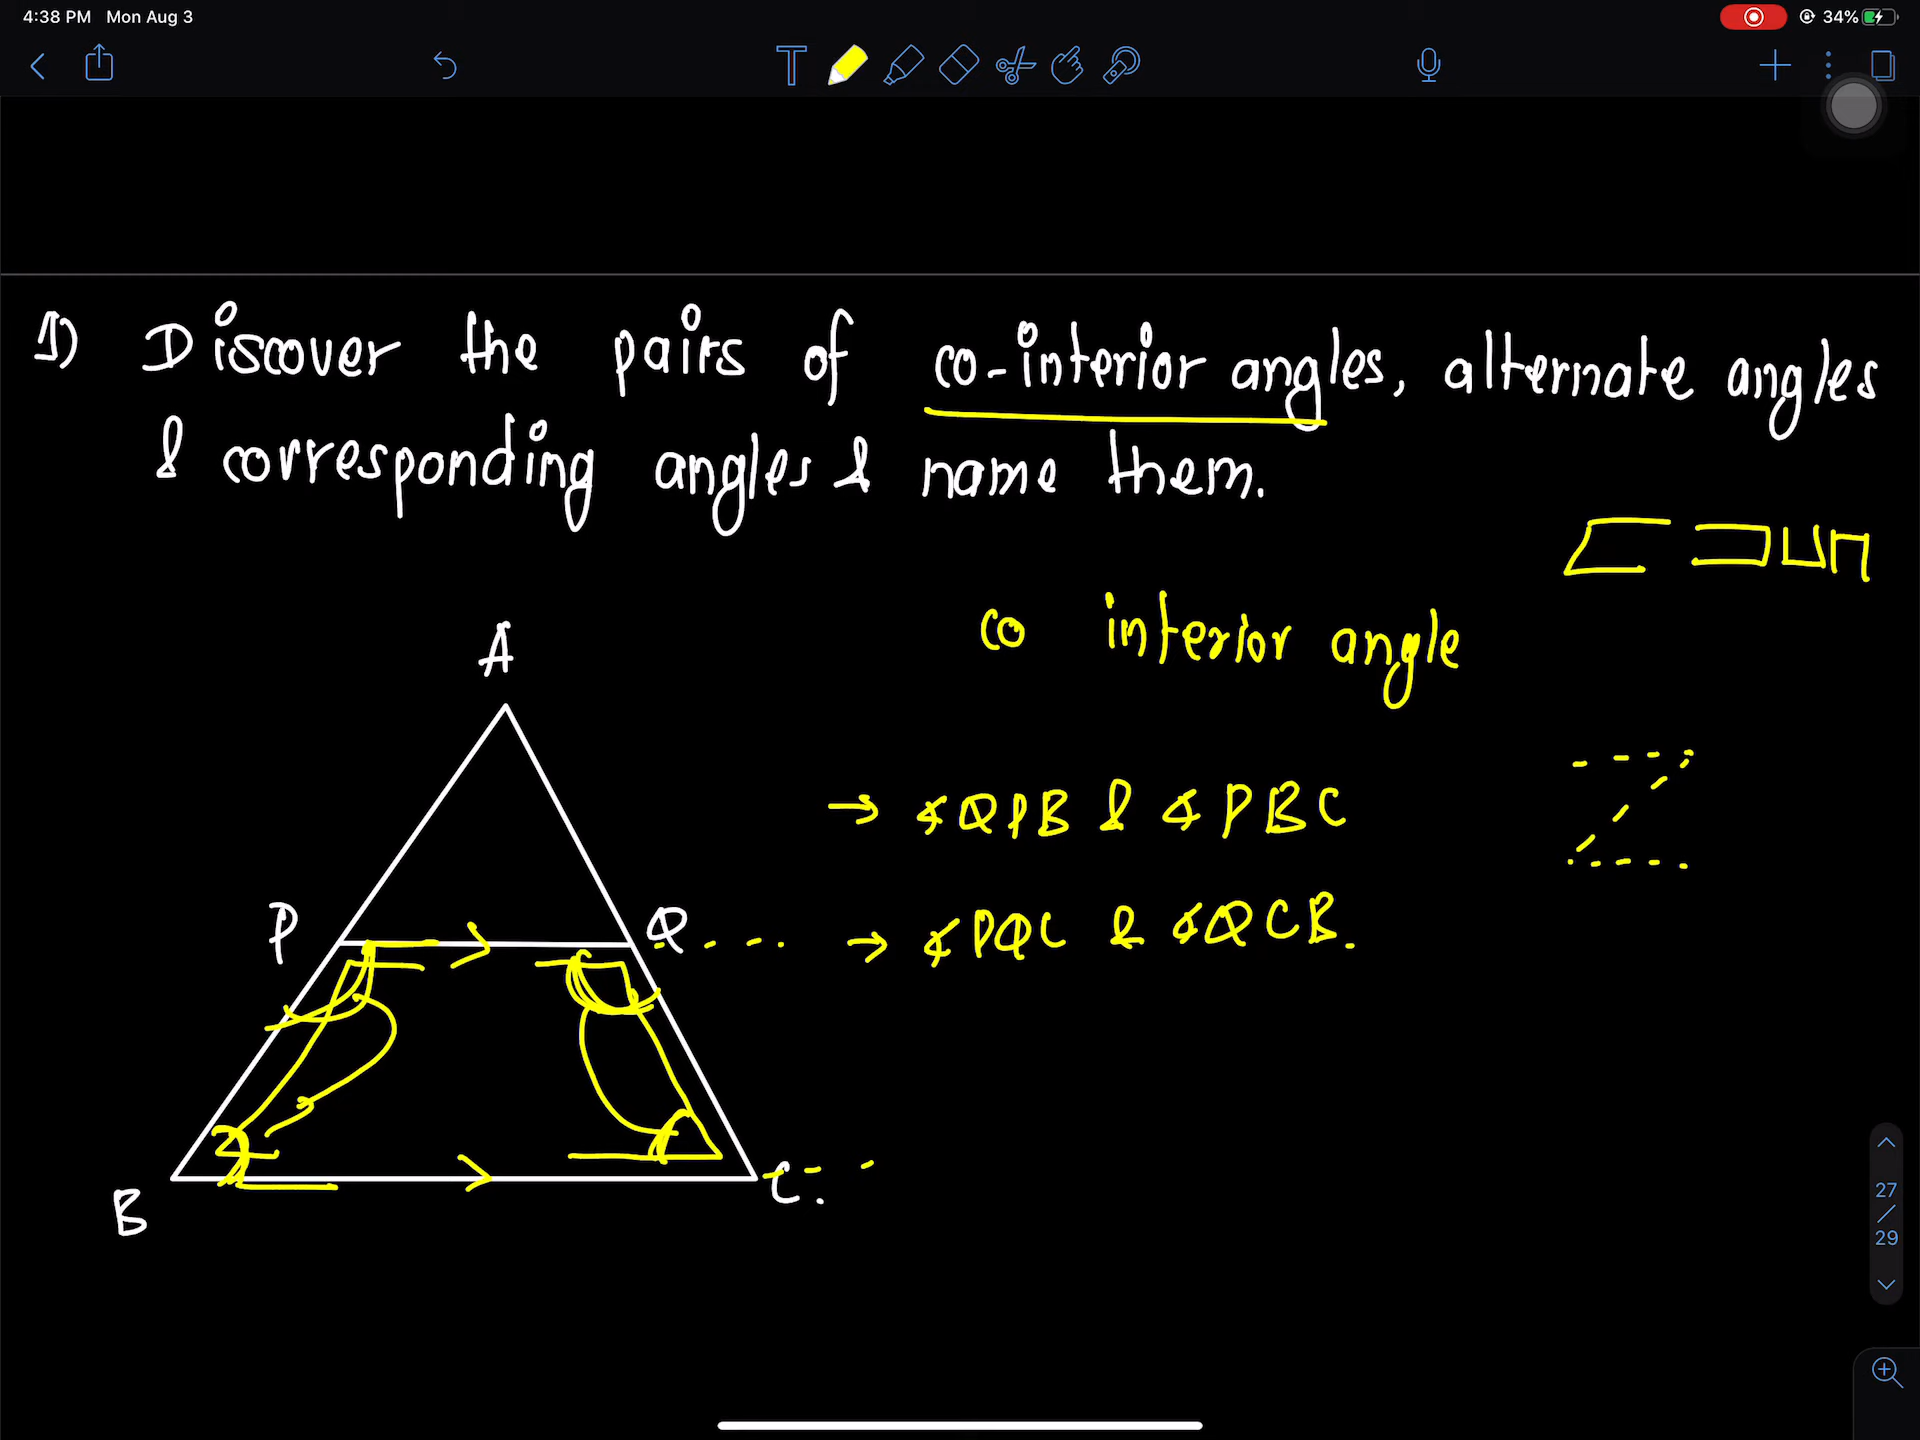 4:38 PM Mon Aug 3
34%
1) Discover the pairs of co-interior angles, alternate angles
& corresponding angles & name them.
co interior angle
A
→ ∢QPB & ∢PBC
P
Q
→ ∢PQC & ∢QCB.
B
C.
27
/
29